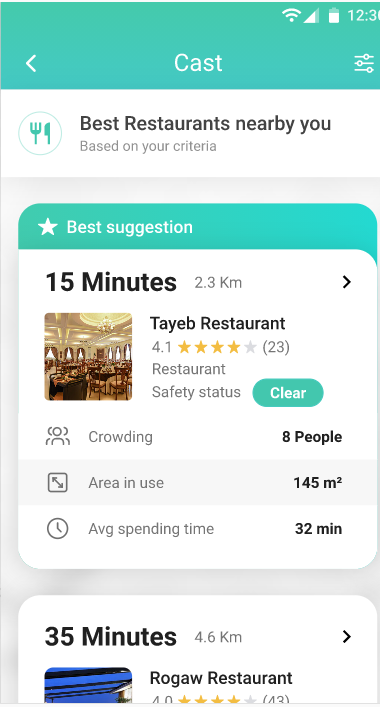 12:30
Cast
Best Restaurants nearby you
Based on your criteria
Best suggestion
15 Minutes 2.3 Km
Tayeb Restaurant
4.1 (23)
Restaurant
Safety status Clear
Crowding 8 People
Area in use 145 m²
Avg spending time 32 min
35 Minutes 4.6 Km
Rogaw Restaurant
4.0 (43)